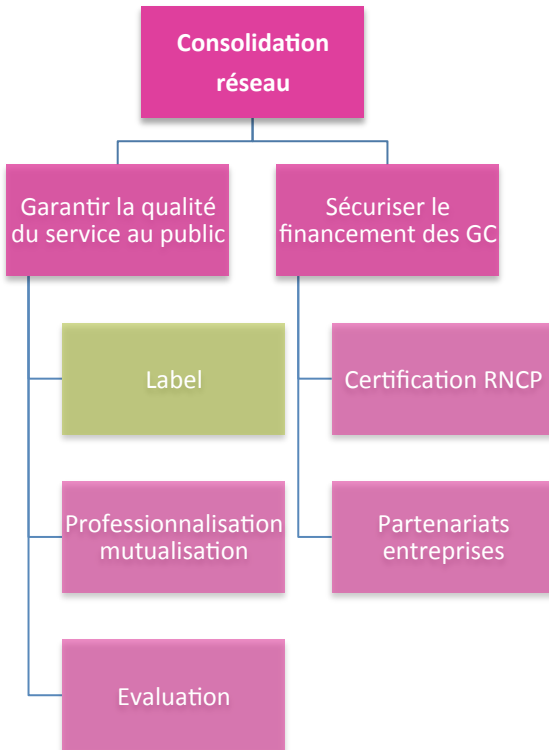 Consolidation
réseau
Garantir la qualité
du service au public
Sécuriser le
financement des GC
Label
Certification RNCP
Professionnalisation
mutualisation
Partenariats
entreprises
Evaluation